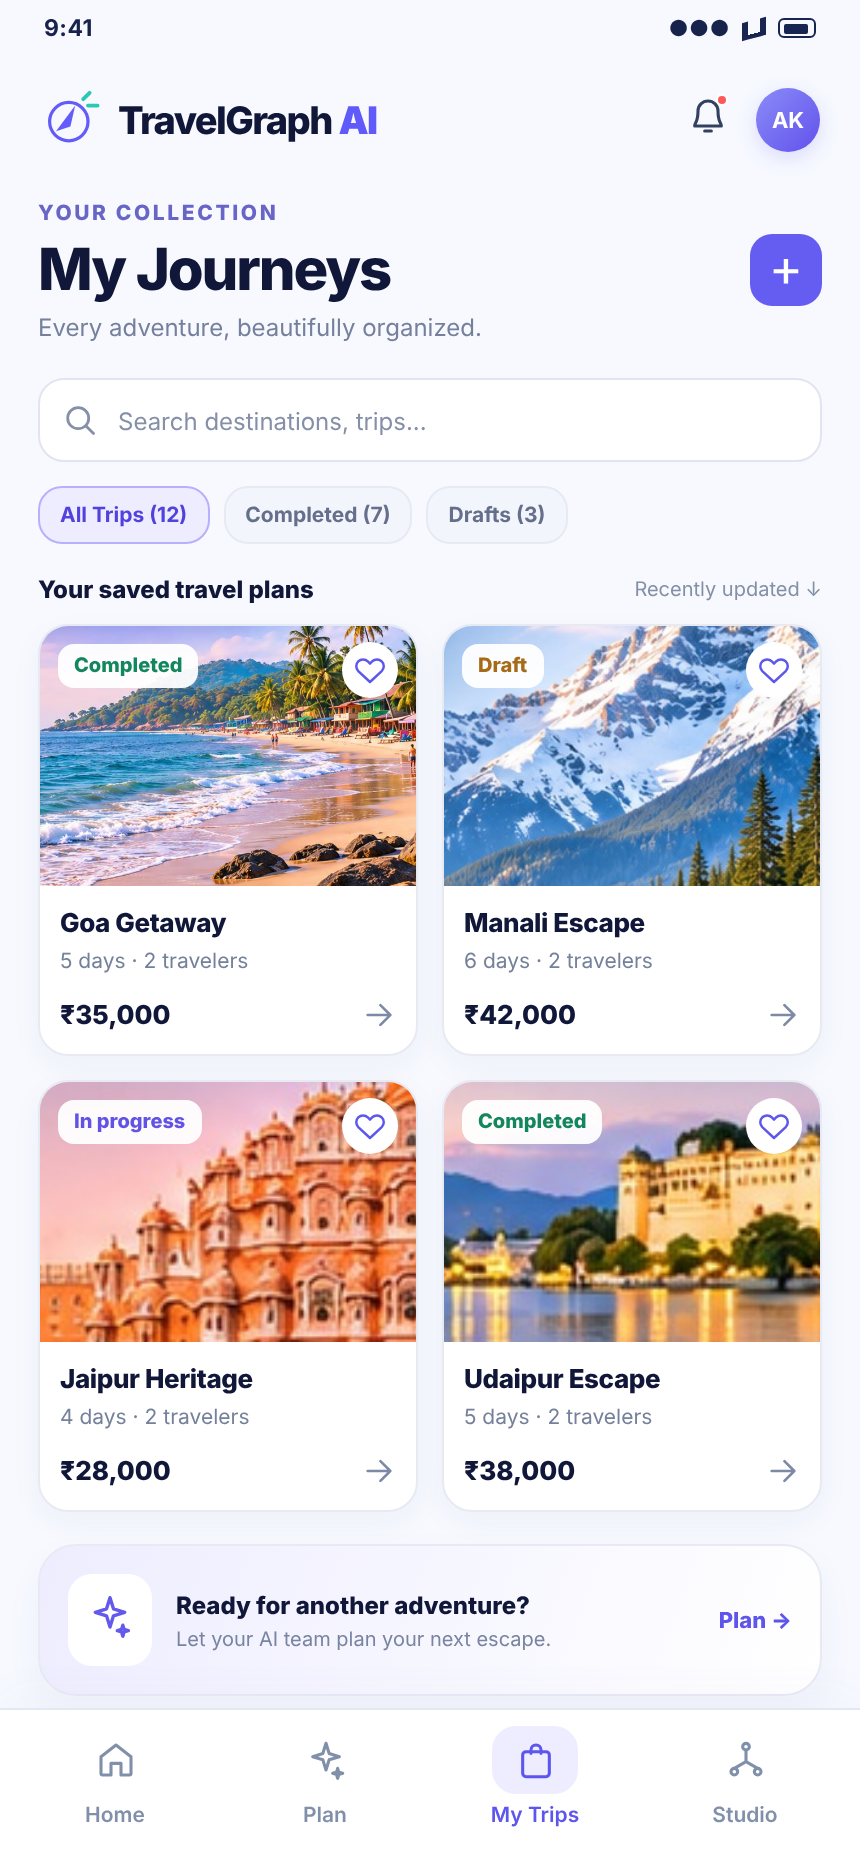 9:41
TravelGraph AI
AK
YOUR COLLECTION
My Journeys
Every adventure, beautifully organized.
Search destinations, trips...
All Trips (12)
Completed (7)
Drafts (3)
Your saved travel plans
Recently updated ↓
Completed
Draft
Goa Getaway
5 days · 2 travelers
₹35,000
Manali Escape
6 days · 2 travelers
₹42,000
In progress
Completed
Jaipur Heritage
4 days · 2 travelers
₹28,000
Udaipur Escape
5 days · 2 travelers
₹38,000
Ready for another adventure?
Let your AI team plan your next escape.
Plan →
Home
Plan
My Trips
Studio